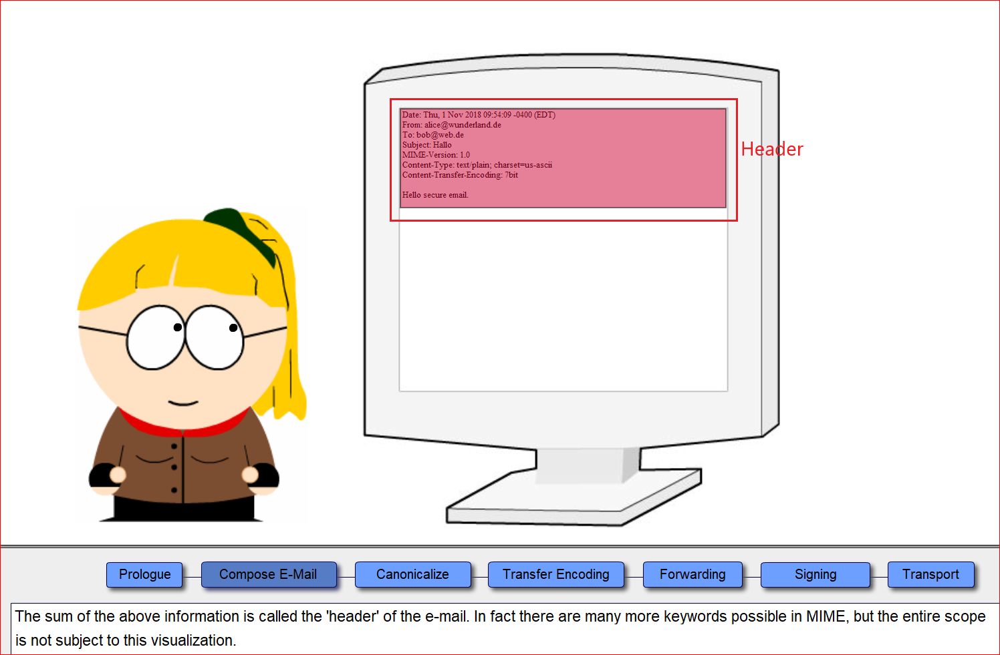 Date: Thu, 1 Nov 2018 09:54:09 -0400 (EDT)
From: alice@wunderland.de
To: bob@web.de
Subject: Hallo
MIME-Version: 1.0
Content-Type: text/plain; charset=us-ascii
Content-Transfer-Encoding: 7bit
Hello secure email.
Header
Prologue
Compose E-Mail
Canonicalize
Transfer Encoding
Forwarding
Signing
Transport
The sum of the above information is called the 'header' of the e-mail. In fact there are many more keywords possible in MIME, but the entire scope
is not subject to this visualization.